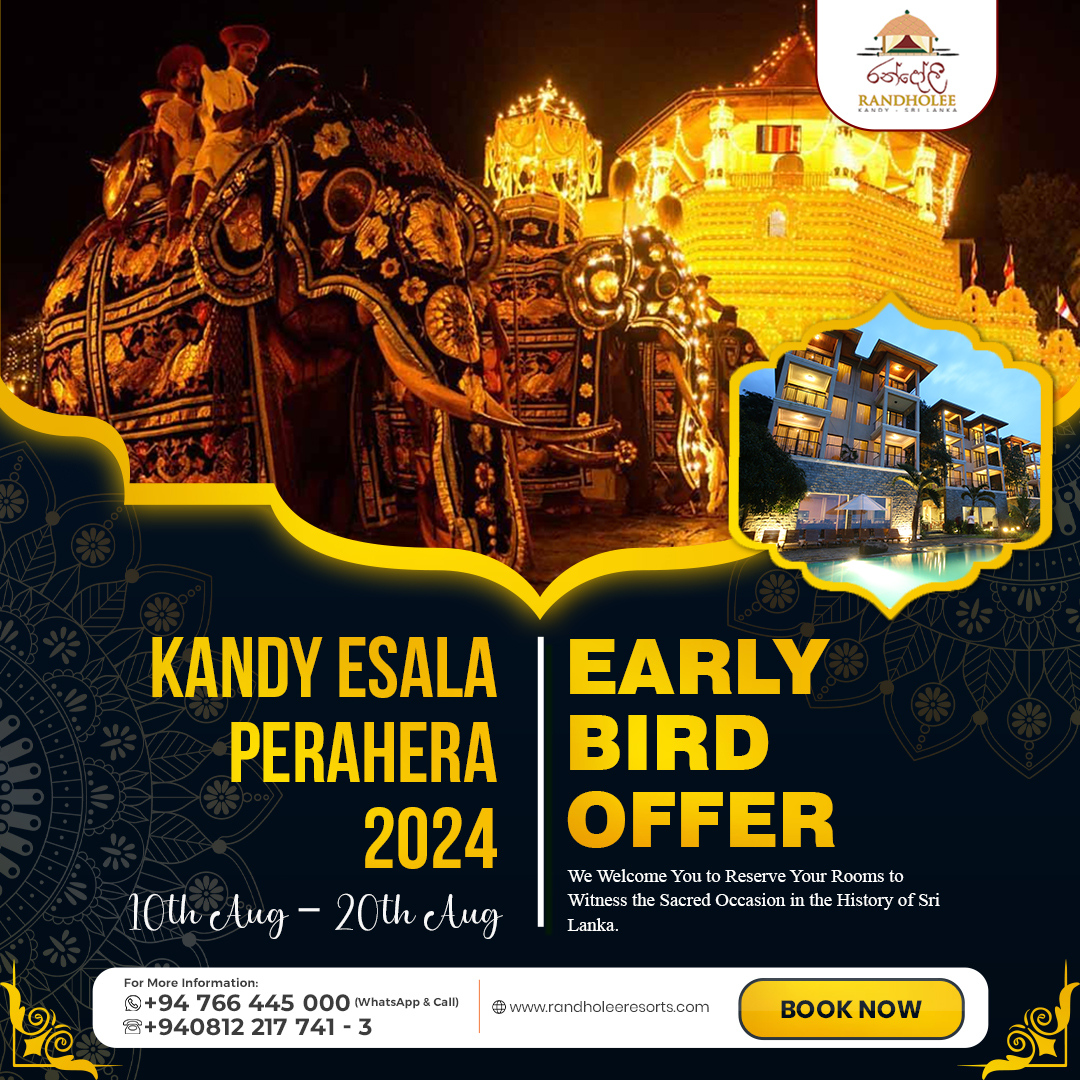 රන්දෝලි
RANDHOLEE
KANDY - SRI LANKA
KANDY ESALA
PERAHERA
2024
10th Aug – 20th Aug
EARLY
BIRD
OFFER
We Welcome You to Reserve Your Rooms to
Witness the Sacred Occasion in the History of Sri
Lanka.
For More Information:
+94 766 445 000 (WhatsApp & Call)
+940812 217 741 - 3
www.randholeeresorts.com
BOOK NOW